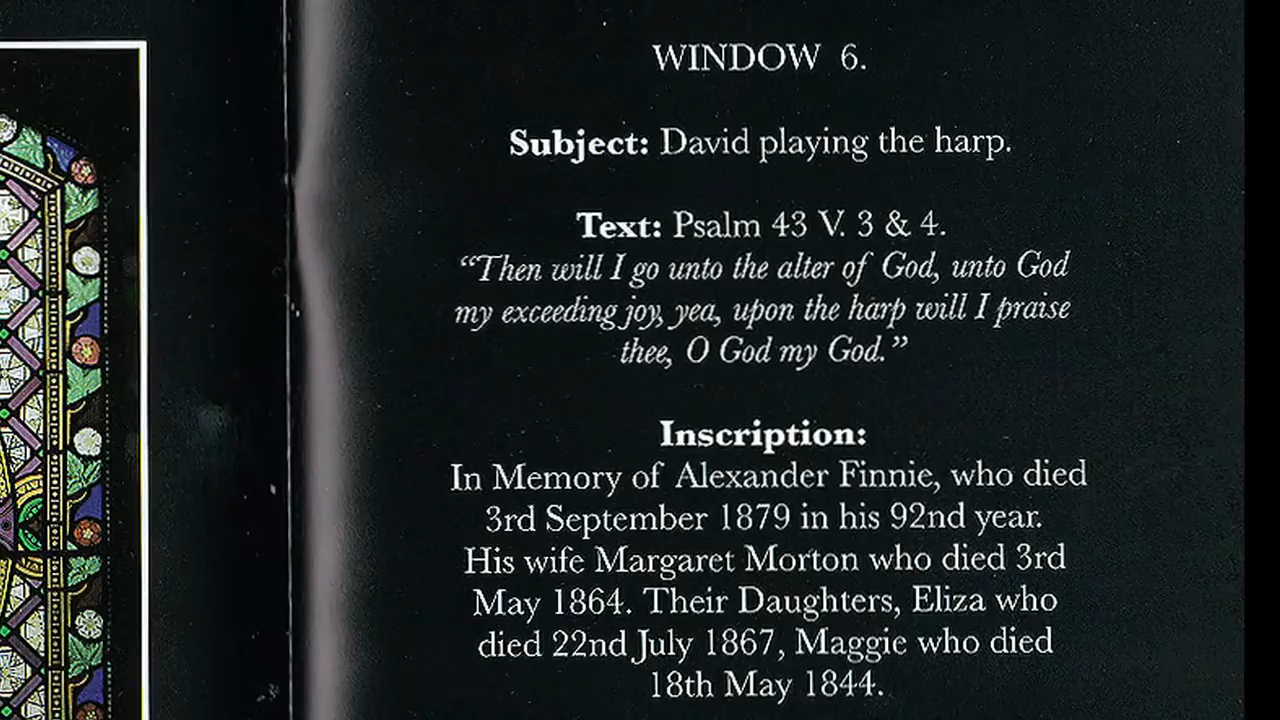 WINDOW 6.
Subject: David playing the harp.
Text: Psalm 43 V. 3 & 4.
“Then will I go unto the alter of God, unto God
my exceeding joy, yea, upon the harp will I praise
thee, O God my God.”
Inscription:
In Memory of Alexander Finnie, who died
3rd September 1879 in his 92nd year.
His wife Margaret Morton who died 3rd
May 1864. Their Daughters, Eliza who
died 22nd July 1867, Maggie who died
18th May 1844.